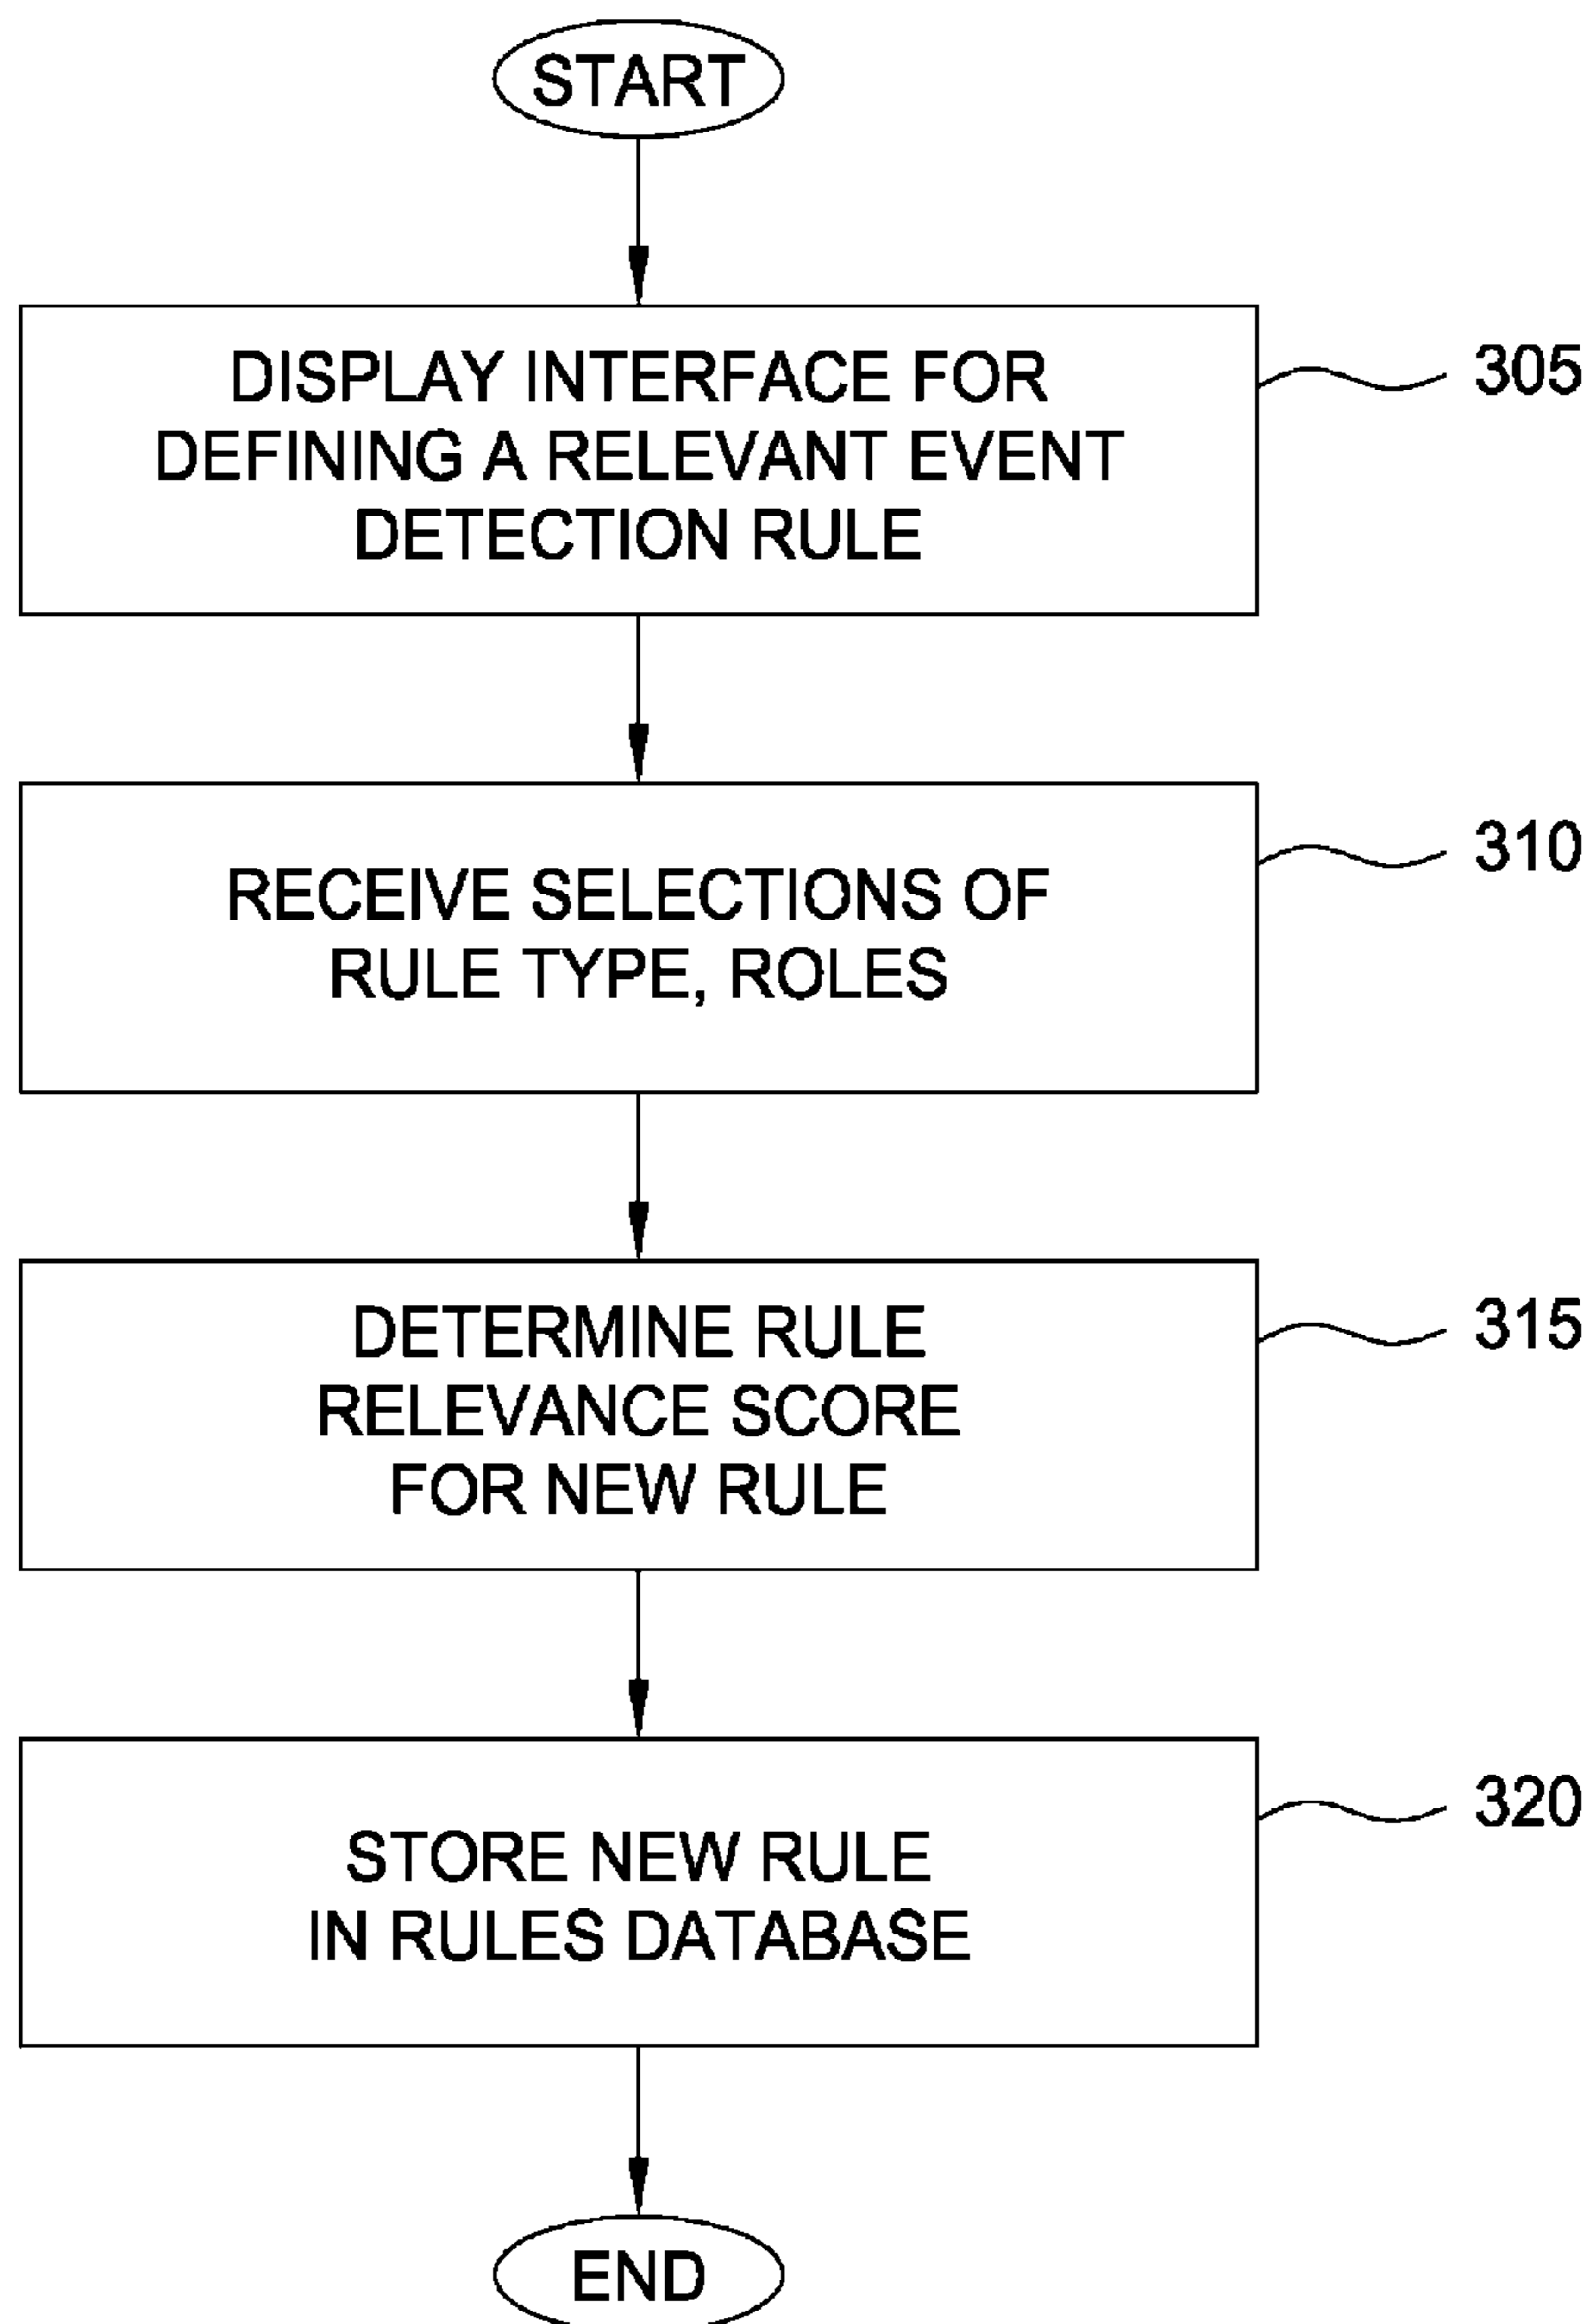 START
DISPLAY INTERFACE FOR
DEFINING A RELEVANT EVENT
DETECTION RULE
305
RECEIVE SELECTIONS OF
RULE TYPE, ROLES
310
DETERMINE RULE
RELEVANCE SCORE
FOR NEW RULE
315
STORE NEW RULE
IN RULES DATABASE
320
END